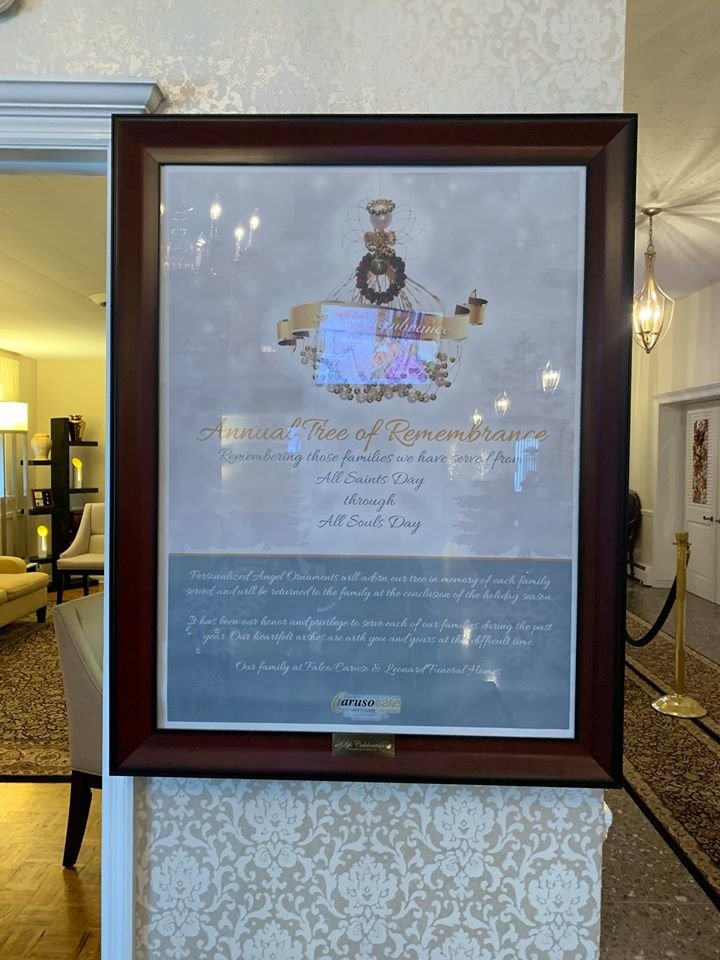 Remembrance
Annual Tree of Remembrance
Remembering those families we have served from
All Saints Day
through
All Souls Day
Personalized Angel Ornaments will adorn our tree in memory of each family
served and will be returned to the family at the conclusion of the holiday season.
It has been our honor and privilege to serve each of our families during the past
year. Our heartfelt wishes are with you and yours at this difficult time.
Our family at Falco/Caruso & Leonard Funeral Homes
Carusocare
Life Celebration